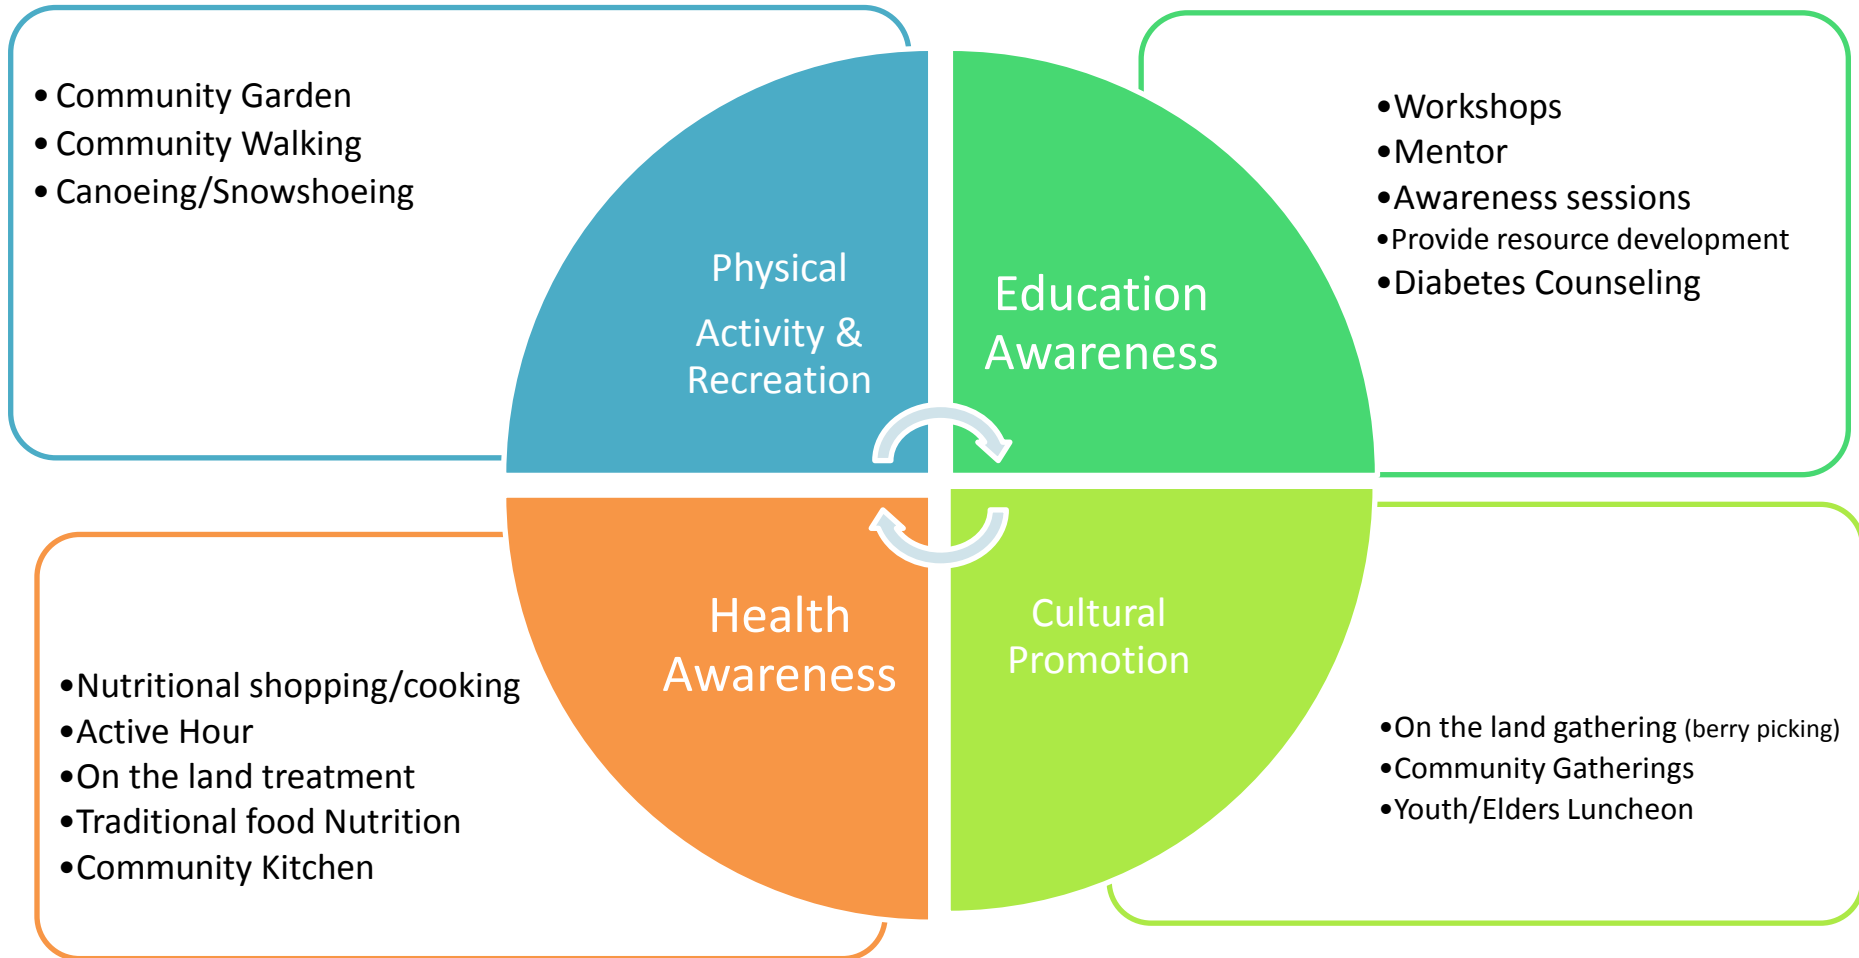 • Community Garden
• Community Walking
• Canoeing/Snowshoeing
Physical
Activity &
Recreation
Education
Awareness
•Workshops
•Mentor
•Awareness sessions
•Provide resource development
•Diabetes Counseling
Health
Awareness
•Nutritional shopping/cooking
•Active Hour
•On the land treatment
•Traditional food Nutrition
•Community Kitchen
Cultural
Promotion
•On the land gathering (berry picking)
•Community Gatherings
•Youth/Elders Luncheon